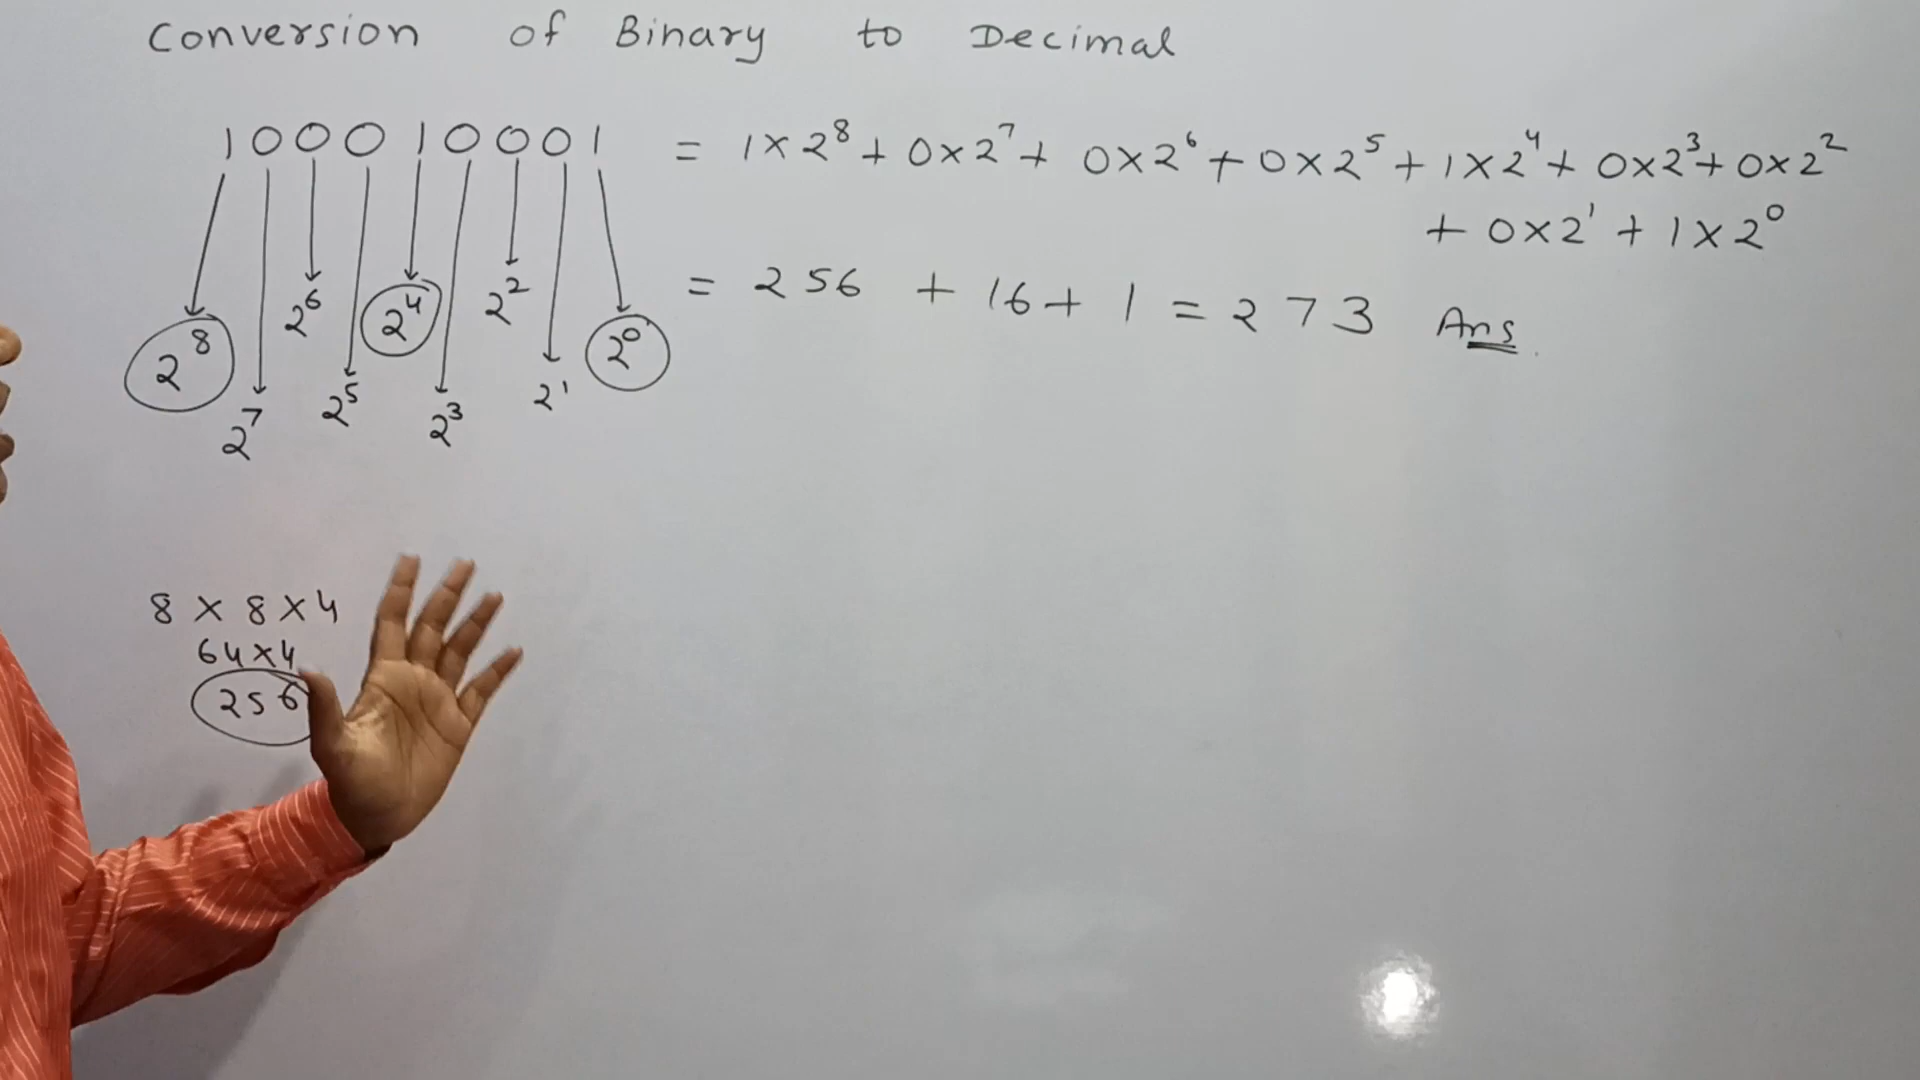 Conversion of Binary to Decimal
100010001 = 1×2⁸ + 0×2⁷ + 0×2⁶ + 0×2⁵ + 1×2⁴ + 0×2³ + 0×2²
+ 0×2¹ + 1×2⁰
= 256 + 16 + 1 = 273 Ans
2⁸ 2⁷ 2⁶ 2⁵ 2⁴ 2³ 2² 2¹ 2⁰
8 × 8 × 4
64×4
256